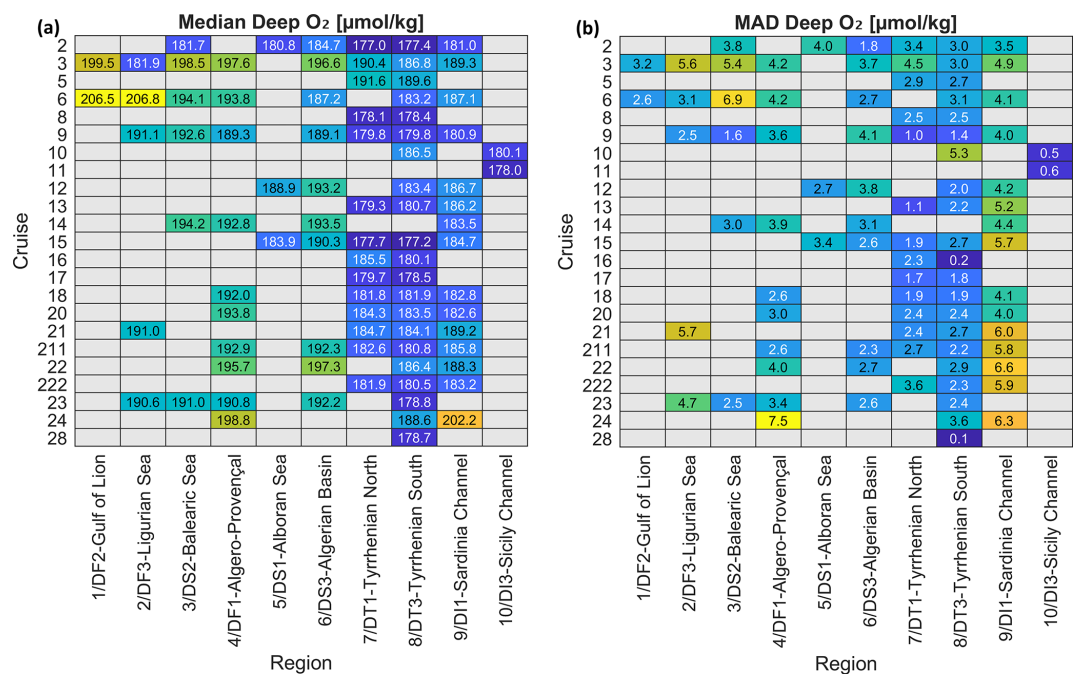 (a) Median Deep O₂ [µmol/kg]
2 181.7 180.8 184.7 177.0 177.4 181.0
3 199.5 181.9 198.5 197.6 196.6 190.4 186.8 189.3
5 191.6 189.6
6 206.5 206.8 194.1 193.8 187.2 183.2 187.1
8 178.1 178.4
9 191.1 192.6 189.3 189.1 179.8 179.8 180.9
10 186.5 180.1
11 178.0
12 188.9 193.2 183.4 186.7
13 179.3 180.7 186.2
14 194.2 192.8 193.5 183.5
15 183.9 190.3 177.7 177.2 184.7
16 185.5 180.1
17 179.7 178.5
18 192.0 181.8 181.9 182.8
20 193.8 184.3 183.5 182.6
21 191.0 184.7 184.1 189.2
211 192.9 192.3 182.6 180.8 185.8
22 195.7 197.3 186.4 188.3
222 181.9 180.5 183.2
23 190.6 191.0 190.8 192.2 178.8
24 198.8 188.6 202.2
28 178.7
Cruise
1/DF2-Gulf of Lion
2/DF3-Ligurian Sea
3/DS2-Balearic Sea
4/DF1-Algero-Provençal
5/DS1-Alboran Sea
6/DS3-Algerian Basin
7/DT1-Tyrrhenian North
8/DT3-Tyrrhenian South
9/DI1-Sardinia Channel
10/DI3-Sicily Channel
Region
(b) MAD Deep O₂ [µmol/kg]
2 3.8 4.0 1.8 3.4 3.0 3.5
3 3.2 5.6 5.4 4.2 3.7 4.5 3.0 4.9
5 2.9 2.7
6 2.6 3.1 6.9 4.2 2.7 3.1 4.1
8 2.5 2.5
9 2.5 1.6 3.6 4.1 1.0 1.4 4.0
10 5.3 0.5
11 0.6
12 2.7 3.8 2.0 4.2
13 1.1 2.2 5.2
14 3.0 3.9 3.1 4.4
15 3.4 2.6 1.9 2.7 5.7
16 2.3 0.2
17 1.7 1.8
18 2.6 1.9 1.9 4.1
20 3.0 2.4 2.4 4.0
21 5.7 2.4 2.7 6.0
211 2.6 2.3 2.7 2.2 5.8
22 4.0 2.7 2.9 6.6
222 3.6 2.3 5.9
23 4.7 2.5 3.4 2.6 2.4
24 7.5 3.6 6.3
28 0.1
Cruise
1/DF2-Gulf of Lion
2/DF3-Ligurian Sea
3/DS2-Balearic Sea
4/DF1-Algero-Provençal
5/DS1-Alboran Sea
6/DS3-Algerian Basin
7/DT1-Tyrrhenian North
8/DT3-Tyrrhenian South
9/DI1-Sardinia Channel
10/DI3-Sicily Channel
Region